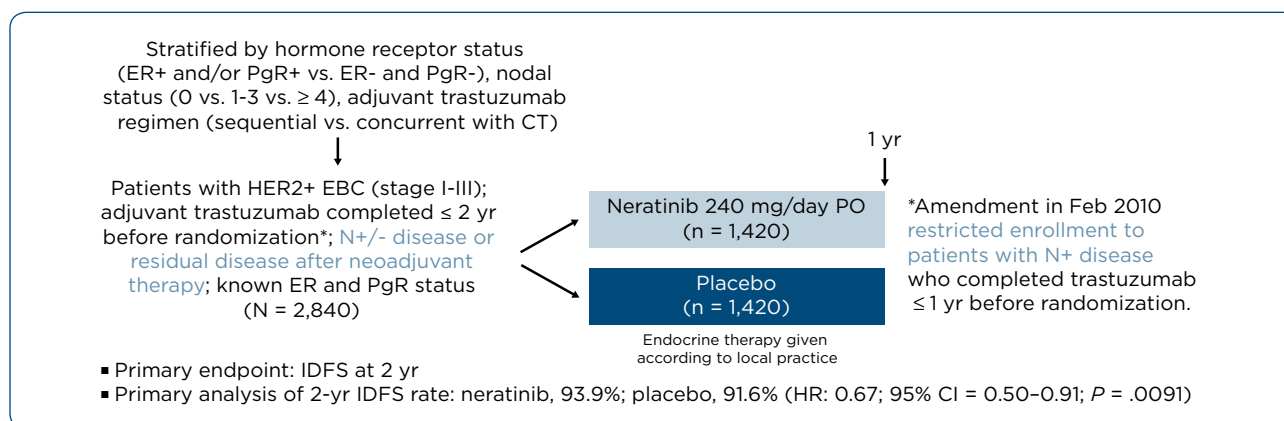 Stratified by hormone receptor status
(ER+ and/or PgR+ vs. ER- and PgR-), nodal
status (0 vs. 1-3 vs. ≥ 4), adjuvant trastuzumab
regimen (sequential vs. concurrent with CT)
1 yr
Patients with HER2+ EBC (stage I-III);
adjuvant trastuzumab completed ≤ 2 yr
before randomization*; N+/- disease or
residual disease after neoadjuvant
therapy; known ER and PgR status
(N = 2,840)
Neratinib 240 mg/day PO
(n = 1,420)
Placebo
(n = 1,420)
Endocrine therapy given
according to local practice
*Amendment in Feb 2010
restricted enrollment to
patients with N+ disease
who completed trastuzumab
≤ 1 yr before randomization.
▪ Primary endpoint: IDFS at 2 yr
▪ Primary analysis of 2-yr IDFS rate: neratinib, 93.9%; placebo, 91.6% (HR: 0.67; 95% CI = 0.50–0.91; P = .0091)